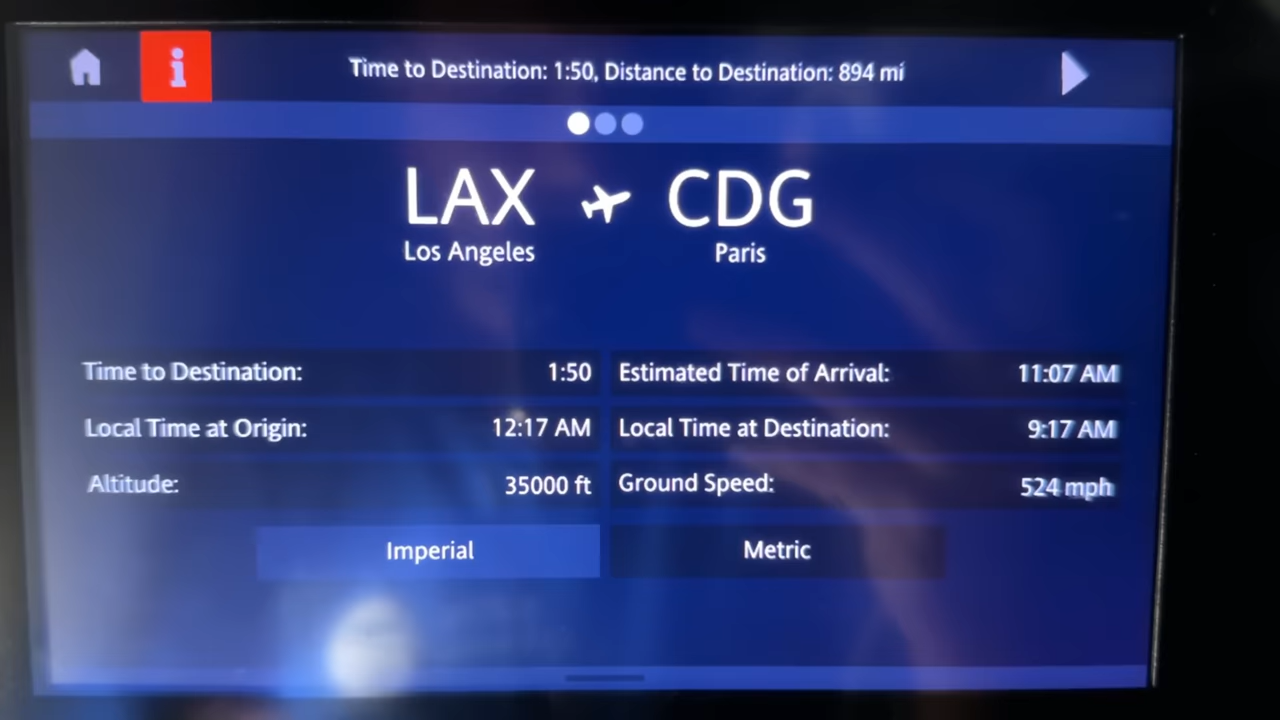 i Time to Destination: 1:50, Distance to Destination: 894 mi
LAX CDG
Los Angeles Paris
Time to Destination: 1:50 Estimated Time of Arrival: 11:07 AM
Local Time at Origin: 12:17 AM Local Time at Destination: 9:17 AM
Altitude: 35000 ft Ground Speed: 524 mph
Imperial Metric